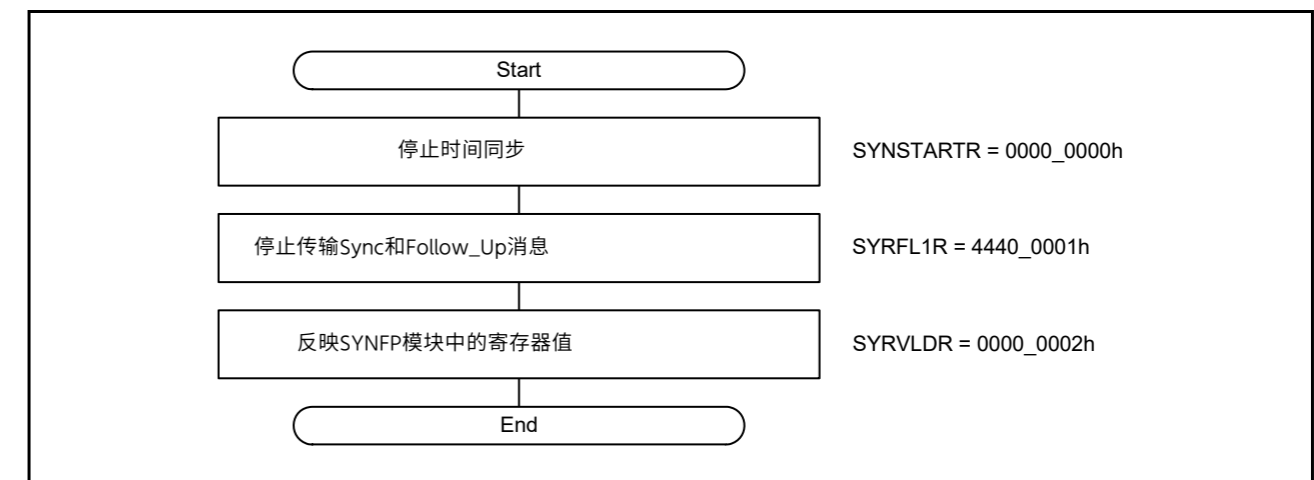 Start
停止时间同步
SYNSTARTR = 0000_0000h
停止传输Sync和Follow_Up消息
SYRFL1R = 4440_0001h
反映SYNFP模块中的寄存器值
SYRVLDR = 0000_0002h
End